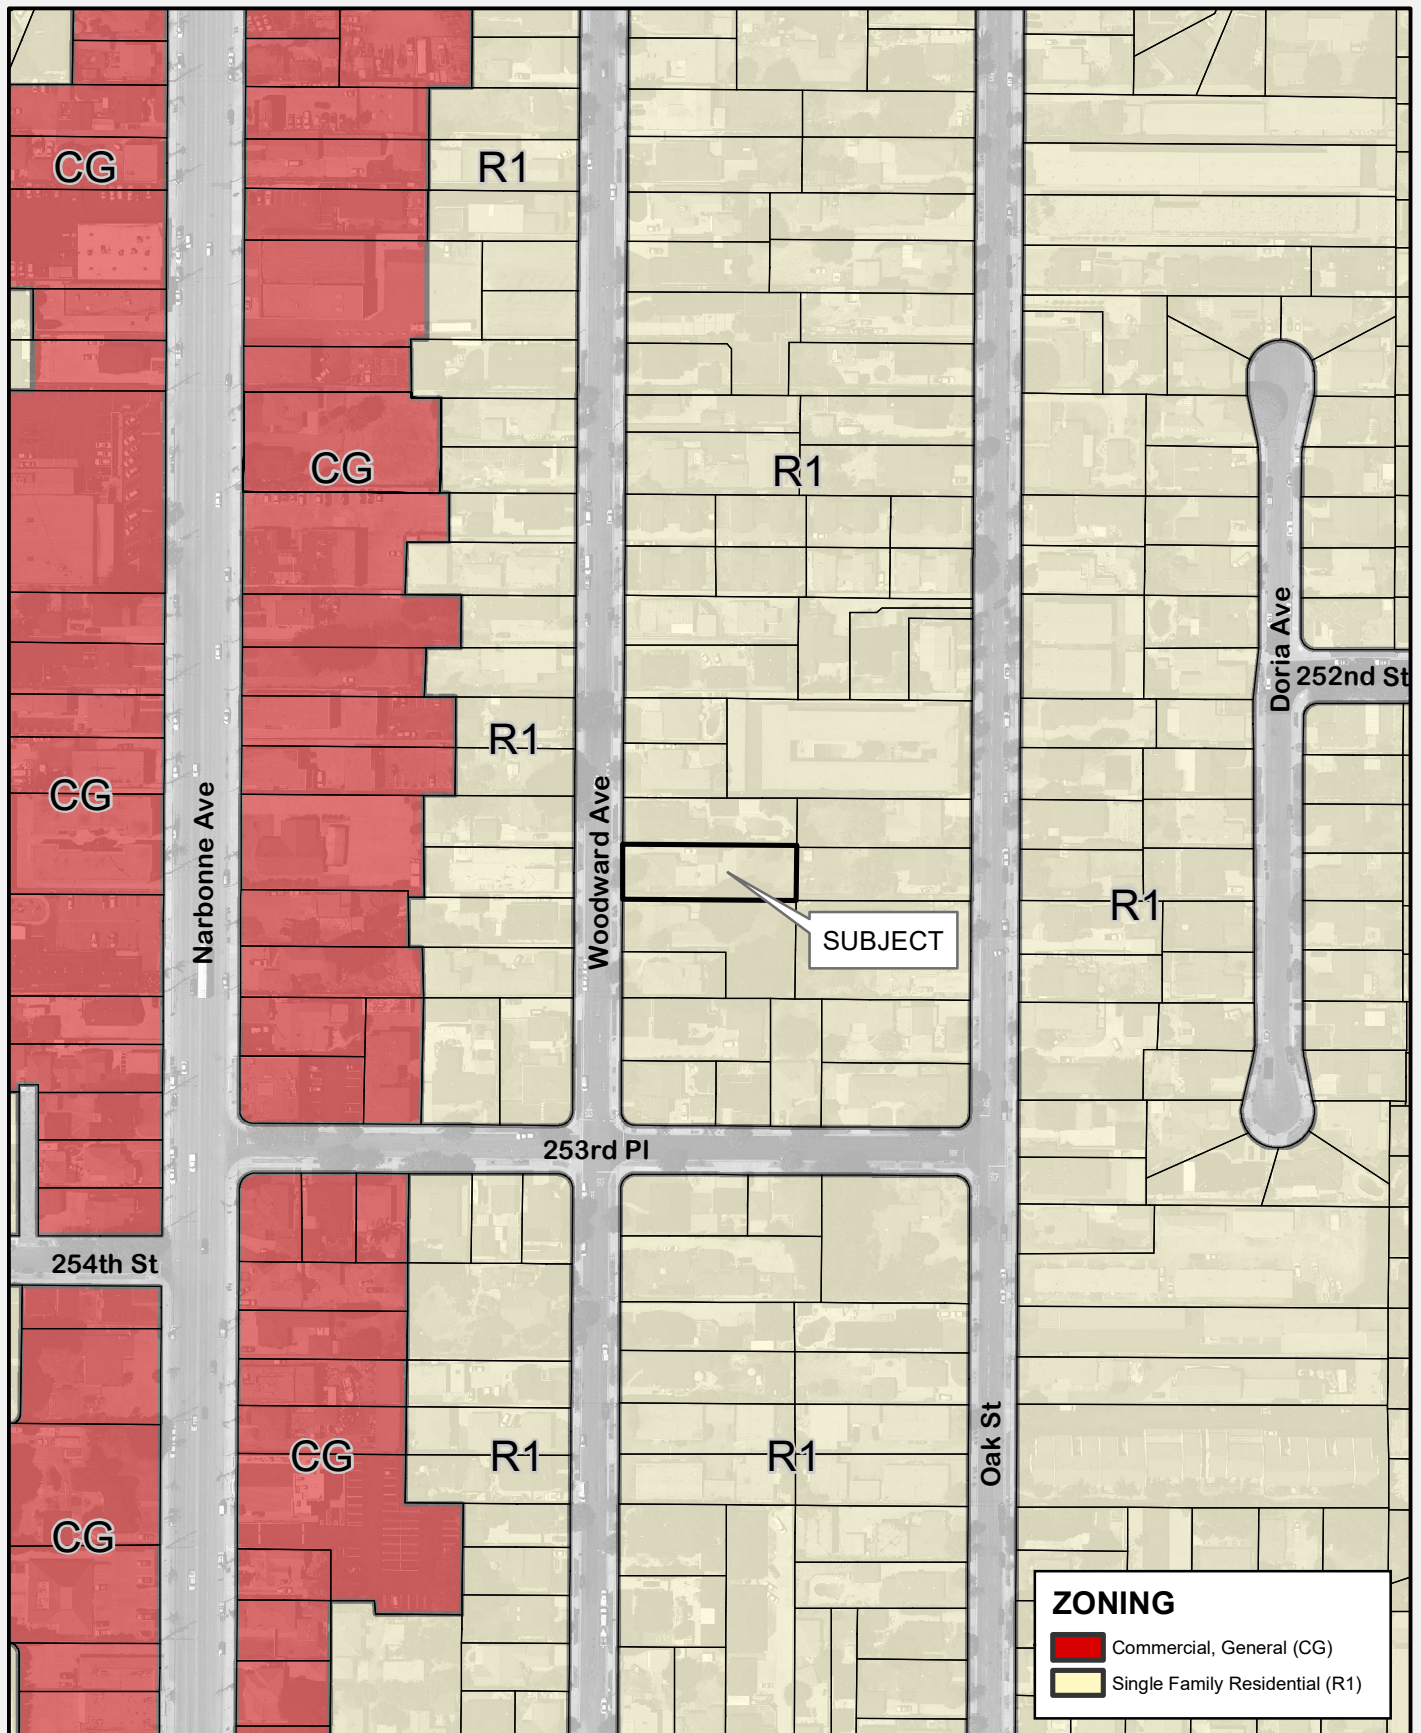 CG
R1
CG
R1
Doria Ave
252nd St
R1
CG
Narbonne Ave
Woodward Ave
R1
SUBJECT
253rd Pl
254th St
Oak St
CG
R1
R1
CG
ZONING
Commercial, General (CG)
Single Family Residential (R1)